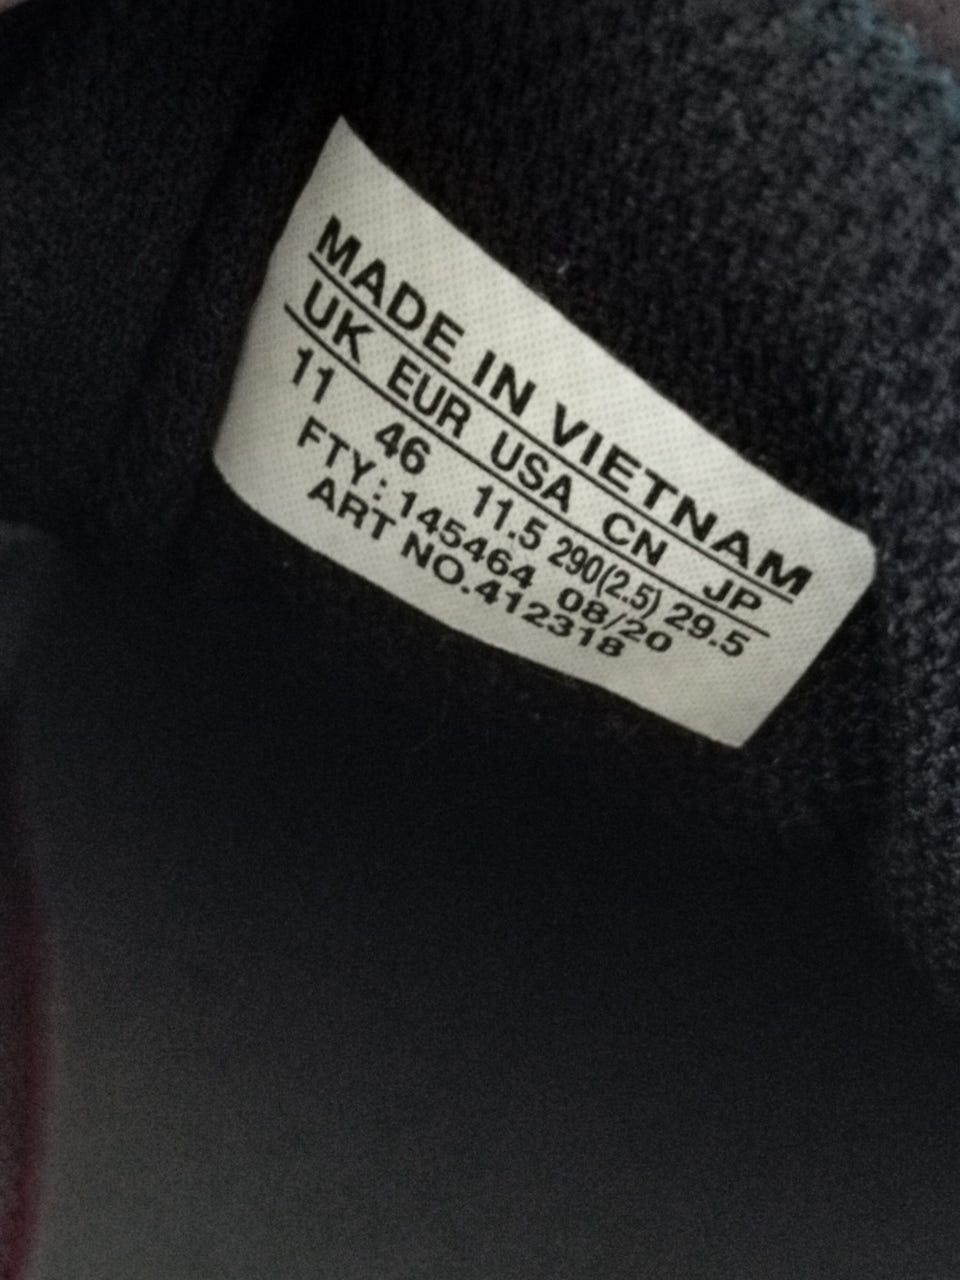 MADE IN VIETNAM
UK EUR USA CN JP
11 46 11.5 290(2.5) 29.5
FTY: 145464 08/20
ART NO.412318